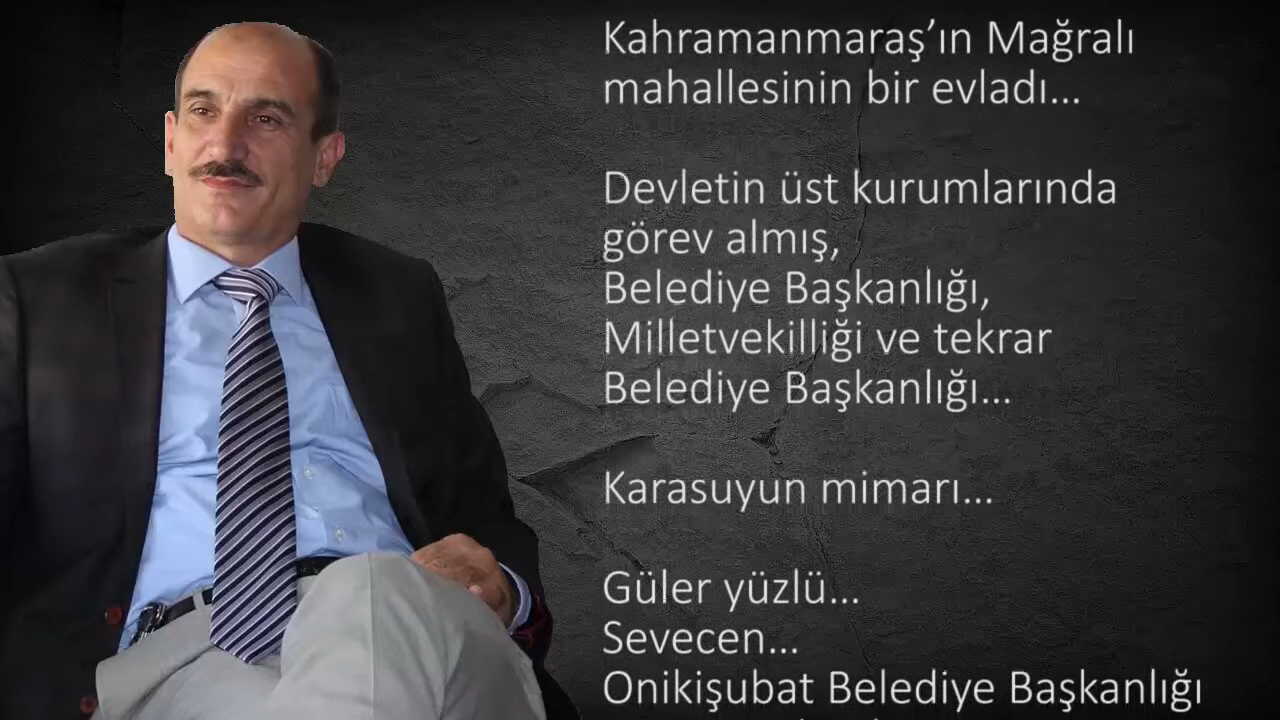 Kahramanmaraş’ın Mağralı
mahallesinin bir evladı...
Devletin üst kurumlarında
görev almış,
Belediye Başkanlığı,
Milletvekilliği ve tekrar
Belediye Başkanlığı...
Karasuyun mimarı...
Güler yüzlü...
Sevecen...
Onikişubat Belediye Başkanlığı